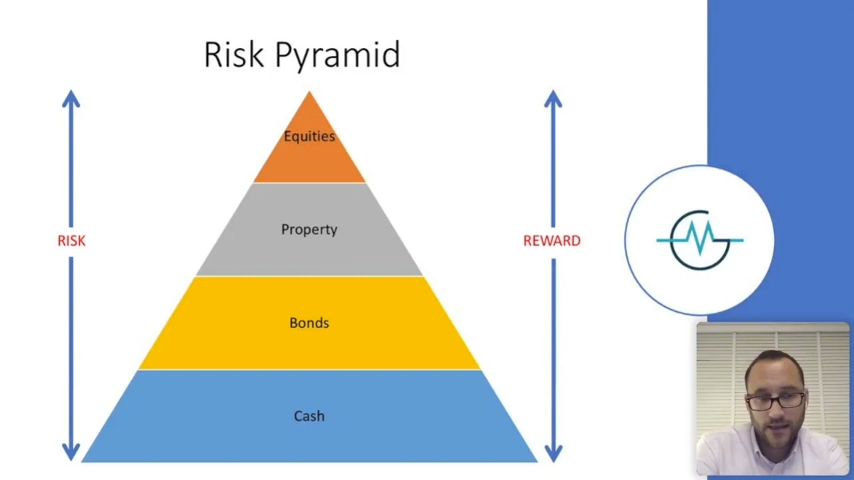 Risk Pyramid
Equities
Property
RISK
REWARD
Bonds
Cash